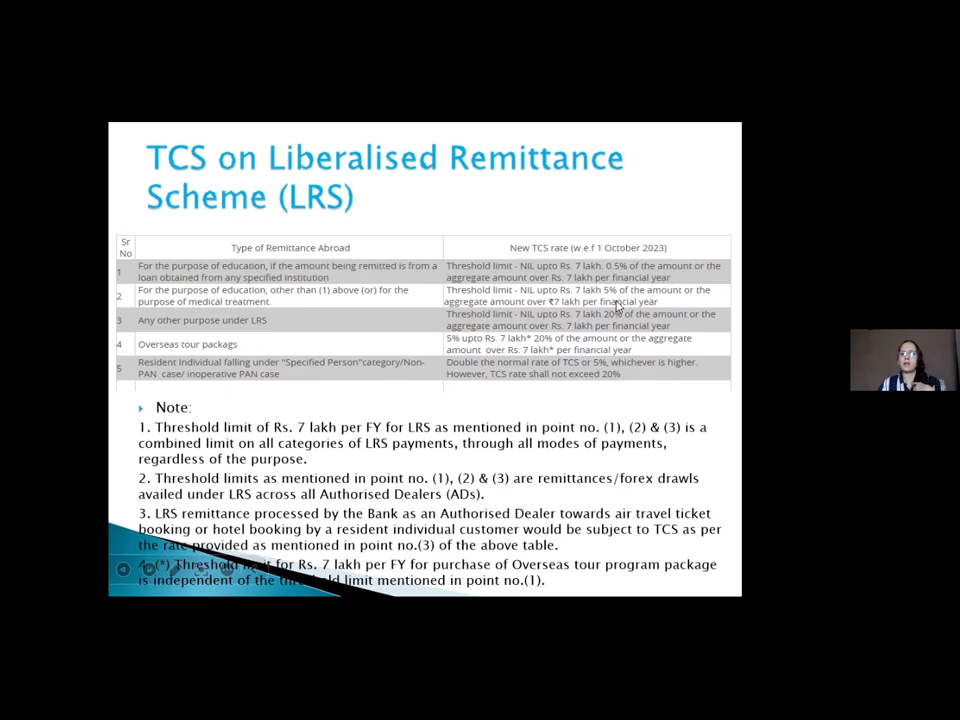 TCS on Liberalised Remittance
Scheme (LRS)
Sr No Type of Remittance Abroad New TCS rate (w.e.f 1 October 2023)
1 For the purpose of education, if the amount being remitted is from a Threshold limit - NIL upto Rs. 7 lakh. 0.5% of the amount or the
loan obtained from any specified institution aggregate amount over Rs. 7 lakh per financial year
2 For the purpose of education, other than (1) above (or) for the Threshold limit - NIL upto Rs. 7 lakh 5% of the amount or the
purpose of medical treatment. aggregate amount over ₹7 lakh per financial year
3 Any other purpose under LRS Threshold limit - NIL upto Rs. 7 lakh 20% of the amount or the
aggregate amount over Rs. 7 lakh per financial year
4 Overseas tour packags 5% upto Rs. 7 lakh* 20% of the amount or the aggregate
amount over Rs. 7 lakh* per financial year
5 Resident Individual falling under "Specified Person"category/Non- Double the normal rate of TCS or 5%, whichever is higher.
PAN case/ inoperative PAN case However, TCS rate shall not exceed 20%
Note:
1. Threshold limit of Rs. 7 lakh per FY for LRS as mentioned in point no. (1), (2) & (3) is a
combined limit on all categories of LRS payments, through all modes of payments,
regardless of the purpose.
2. Threshold limits as mentioned in point no. (1), (2) & (3) are remittances/forex drawls
availed under LRS across all Authorised Dealers (ADs).
3. LRS remittance processed by the Bank as an Authorised Dealer towards air travel ticket
booking or hotel booking by a resident individual customer would be subject to TCS as per
the rate provided as mentioned in point no.(3) of the above table.
4. (*) Threshold limit for Rs. 7 lakh per FY for purchase of Overseas tour program package
is independent of the threshold limit mentioned in point no.(1).